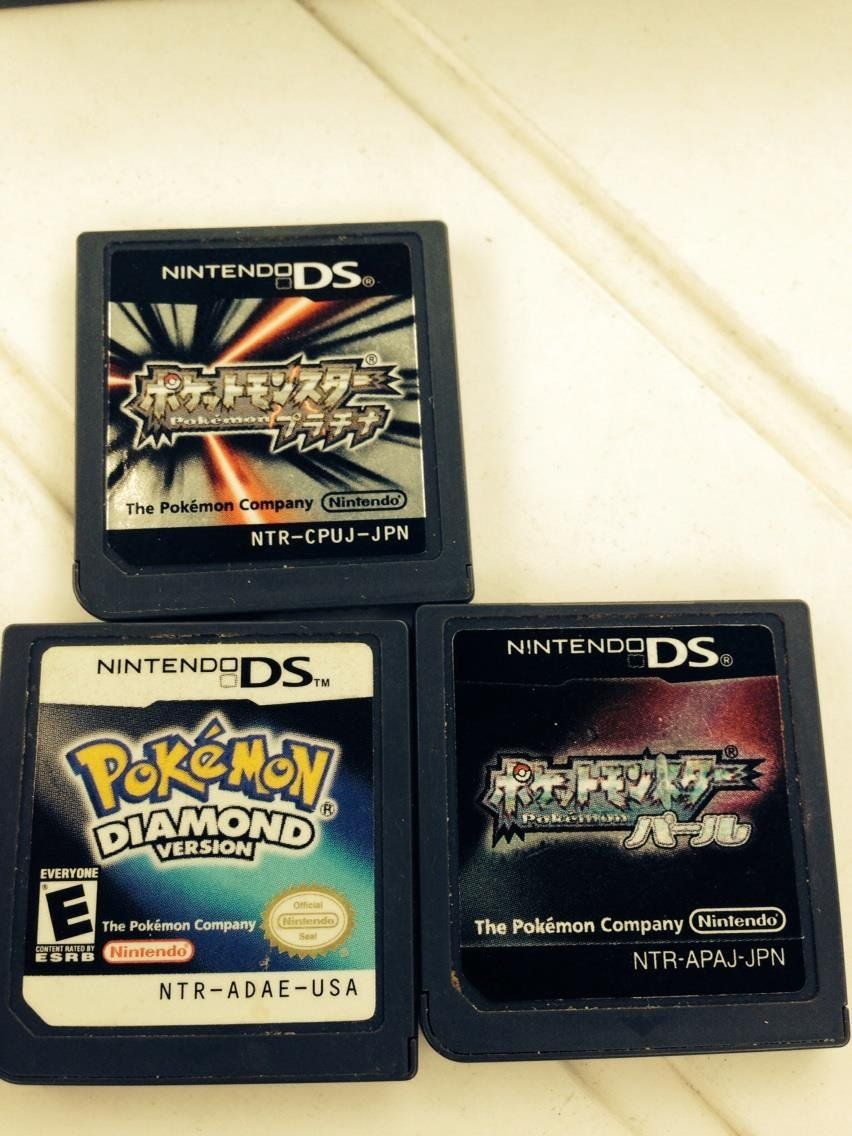 NINTENDO DS®
ポケットモンスター®
Pokémon
プラチナ
The Pokémon Company Nintendo®
NTR-CPUJ-JPN
NINTENDO DS™
POKéMON®
DIAMOND
VERSION
EVERYONE
E
CONTENT RATED BY
ESRB
The Pokémon Company
Nintendo®
Official
Nintendo
Seal
NTR-ADAE-USA
NINTENDO DS®
ポケットモンスター®
Pokémon
パール
The Pokémon Company Nintendo®
NTR-APAJ-JPN